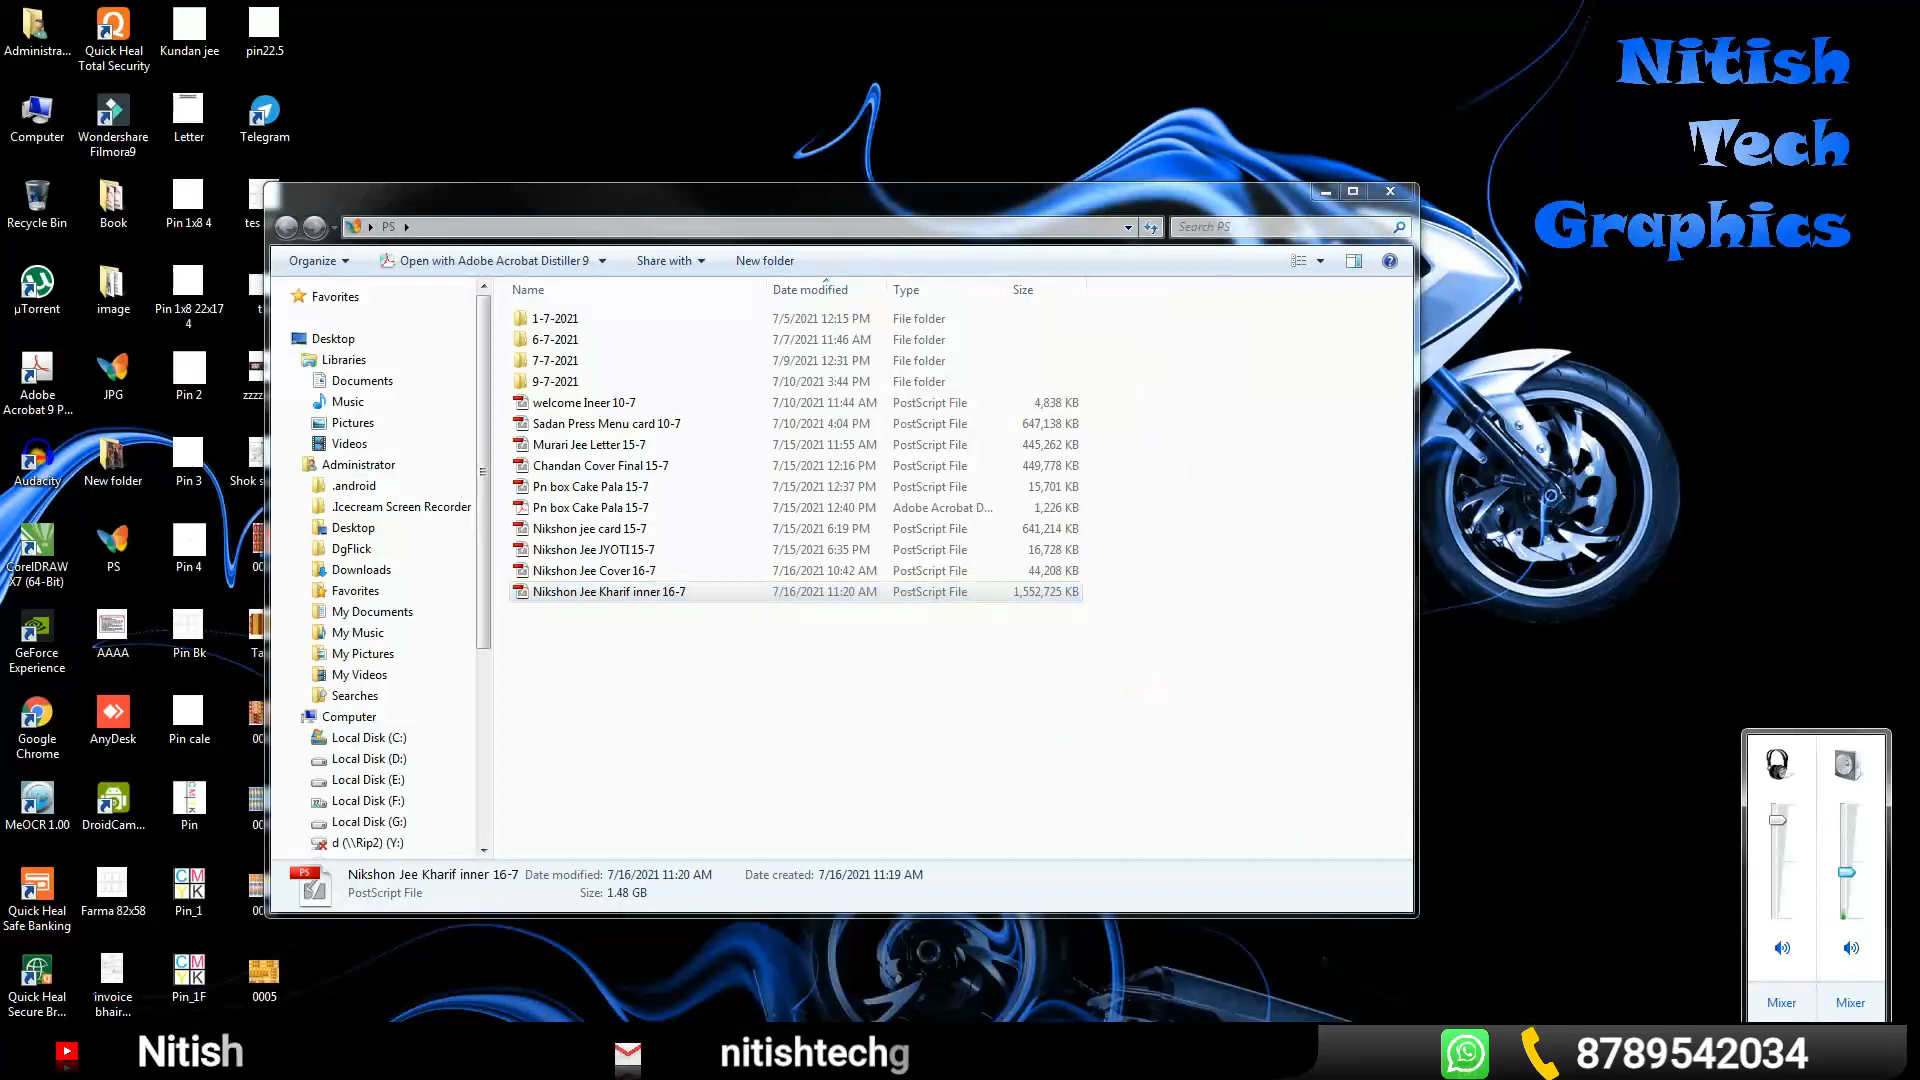 Administra...
Quick Heal
Total Security
Kundan jee
pin22.5
Computer
Wondershare
Filmora9
Letter
Telegram
Recycle Bin
Book
Pin 1x8 4
tes
µTorrent
image
Pin 1x8 22x17
4
t
Adobe
Acrobat 9 P...
JPG
Pin 2
zzzz
Audacity
New folder
Pin 3
Shok s
CorelDRAW
X7 (64-Bit)
PS
Pin 4
00
GeForce
Experience
AAAA
Pin Bk
Ta
Google
Chrome
AnyDesk
Pin cale
00
MeOCR 1.00
DroidCam...
Pin
00
Quick Heal
Safe Banking
Farma 82x58
CM
YK
Pin_1
00
Quick Heal
Secure Br...
invoice
bhair...
CM
YK
Pin_1F
0005
Nitish
Tech
Graphics
PS
Search PS
Organize
Open with Adobe Acrobat Distiller 9
Share with
New folder
Favorites
Desktop
Libraries
Documents
Music
Pictures
Videos
Administrator
.android
.Icecream Screen Recorder
Desktop
DgFlick
Downloads
Favorites
My Documents
My Music
My Pictures
My Videos
Searches
Computer
Local Disk (C:)
Local Disk (D:)
Local Disk (E:)
Local Disk (F:)
Local Disk (G:)
d (\\Rip2) (Y:)
Name Date modified Type Size
1-7-2021 7/5/2021 12:15 PM File folder
6-7-2021 7/7/2021 11:46 AM File folder
7-7-2021 7/9/2021 12:31 PM File folder
9-7-2021 7/10/2021 3:44 PM File folder
welcome Ineer 10-7 7/10/2021 11:44 AM PostScript File 4,838 KB
Sadan Press Menu card 10-7 7/10/2021 4:04 PM PostScript File 647,138 KB
Murari Jee Letter 15-7 7/15/2021 11:55 AM PostScript File 445,262 KB
Chandan Cover Final 15-7 7/15/2021 12:16 PM PostScript File 449,778 KB
Pn box Cake Pala 15-7 7/15/2021 12:37 PM PostScript File 15,701 KB
Pn box Cake Pala 15-7 7/15/2021 12:40 PM Adobe Acrobat D... 1,226 KB
Nikshon jee card 15-7 7/15/2021 6:19 PM PostScript File 641,214 KB
Nikshon Jee JYOTI 15-7 7/15/2021 6:35 PM PostScript File 16,728 KB
Nikshon Jee Cover 16-7 7/16/2021 10:42 AM PostScript File 44,208 KB
Nikshon Jee Kharif inner 16-7 7/16/2021 11:20 AM PostScript File 1,552,725 KB
PS
Nikshon Jee Kharif inner 16-7 Date modified: 7/16/2021 11:20 AM Date created: 7/16/2021 11:19 AM
PostScript File Size: 1.48 GB
Mixer
Mixer
Nitish
nitishtechg
8789542034